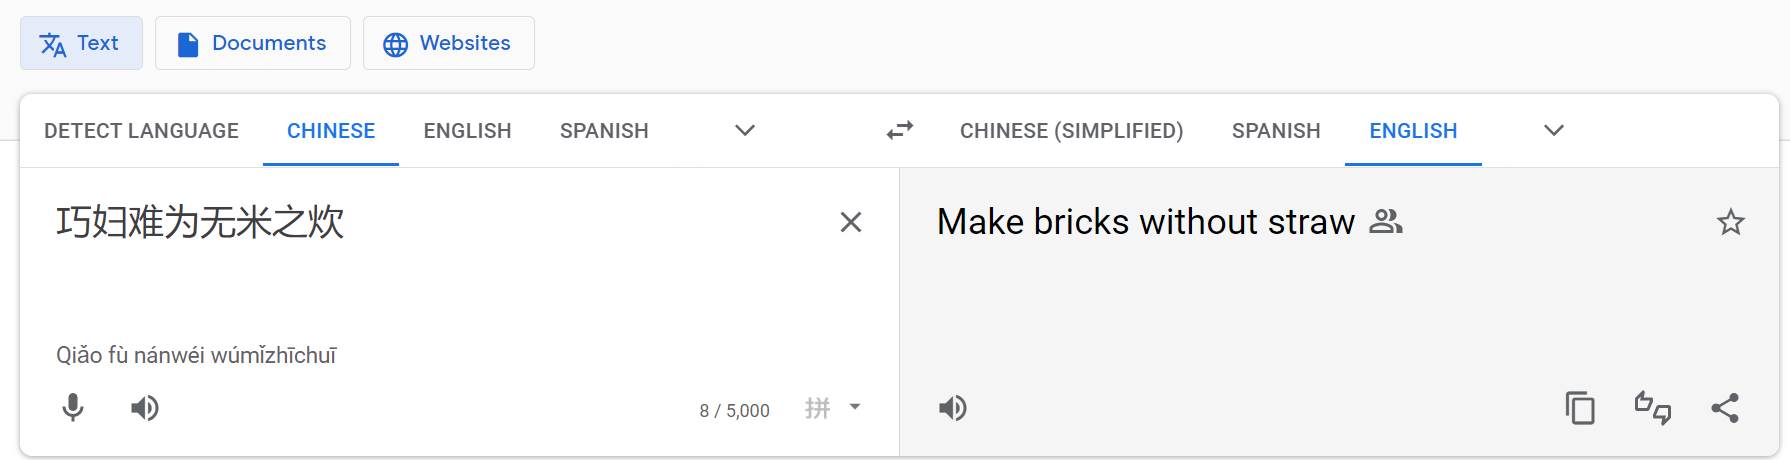 Text Documents Websites
DETECT LANGUAGE CHINESE ENGLISH SPANISH CHINESE (SIMPLIFIED) SPANISH ENGLISH
巧妇难为无米之炊
Make bricks without straw
Qiǎo fù nánwéi wúmǐzhīchuī
8 / 5,000 拼